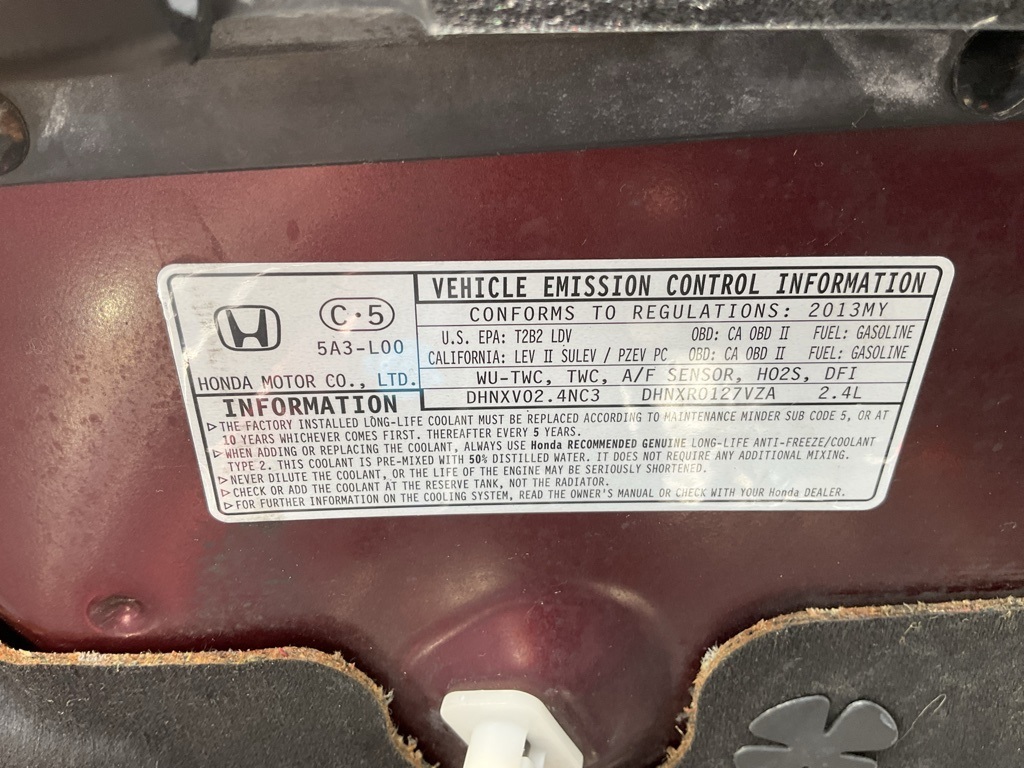 C·5
5A3-L00
HONDA MOTOR CO., LTD.
VEHICLE EMISSION CONTROL INFORMATION
CONFORMS TO REGULATIONS: 2013MY
U.S. EPA: T2B2 LDV OBD: CA OBD II FUEL: GASOLINE
CALIFORNIA: LEV II SULEV / PZEV PC OBD: CA OBD II FUEL: GASOLINE
WU-TWC, TWC, A/F SENSOR, HO2S, DFI
DHNXV02.4NC3 DHNXR0127VZA 2.4L
INFORMATION
▷ THE FACTORY INSTALLED LONG-LIFE COOLANT MUST BE REPLACED ACCORDING TO MAINTENANCE MINDER SUB CODE 5, OR AT
10 YEARS WHICHEVER COMES FIRST. THEREAFTER EVERY 5 YEARS.
▷ WHEN ADDING OR REPLACING THE COOLANT, ALWAYS USE Honda RECOMMENDED GENUINE LONG-LIFE ANTI-FREEZE/COOLANT
TYPE 2. THIS COOLANT IS PRE-MIXED WITH 50% DISTILLED WATER. IT DOES NOT REQUIRE ANY ADDITIONAL MIXING.
▷ NEVER DILUTE THE COOLANT, OR THE LIFE OF THE ENGINE MAY BE SERIOUSLY SHORTENED.
▷ CHECK OR ADD THE COOLANT AT THE RESERVE TANK, NOT THE RADIATOR.
▷ FOR FURTHER INFORMATION ON THE COOLING SYSTEM, READ THE OWNER'S MANUAL OR CHECK WITH YOUR Honda DEALER.